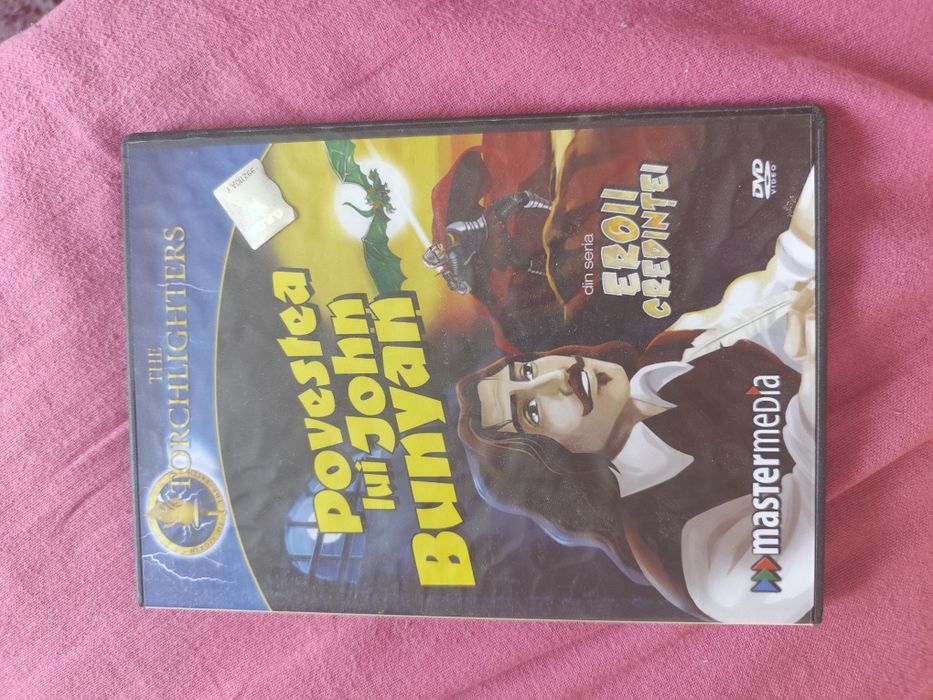 THE
TORCHLIGHTERS
Povestea
lui John
Bunyan
din seria
EROII
CREDINȚEI
DVD
VIDEO
mastermedia